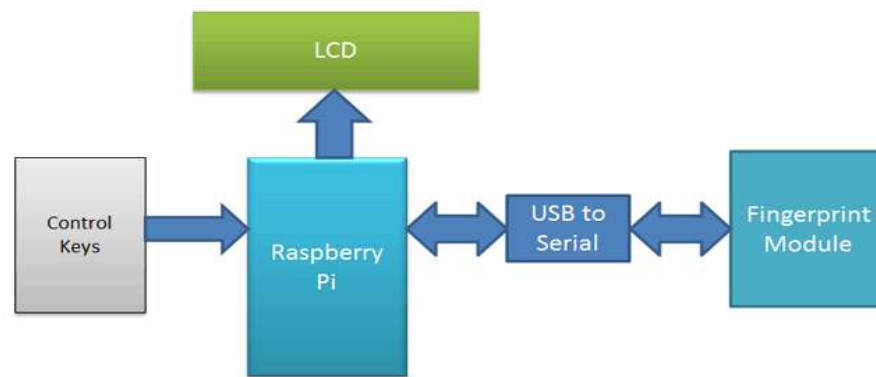 LCD
Control
Keys
Raspberry
Pi
USB to
Serial
Fingerprint
Module